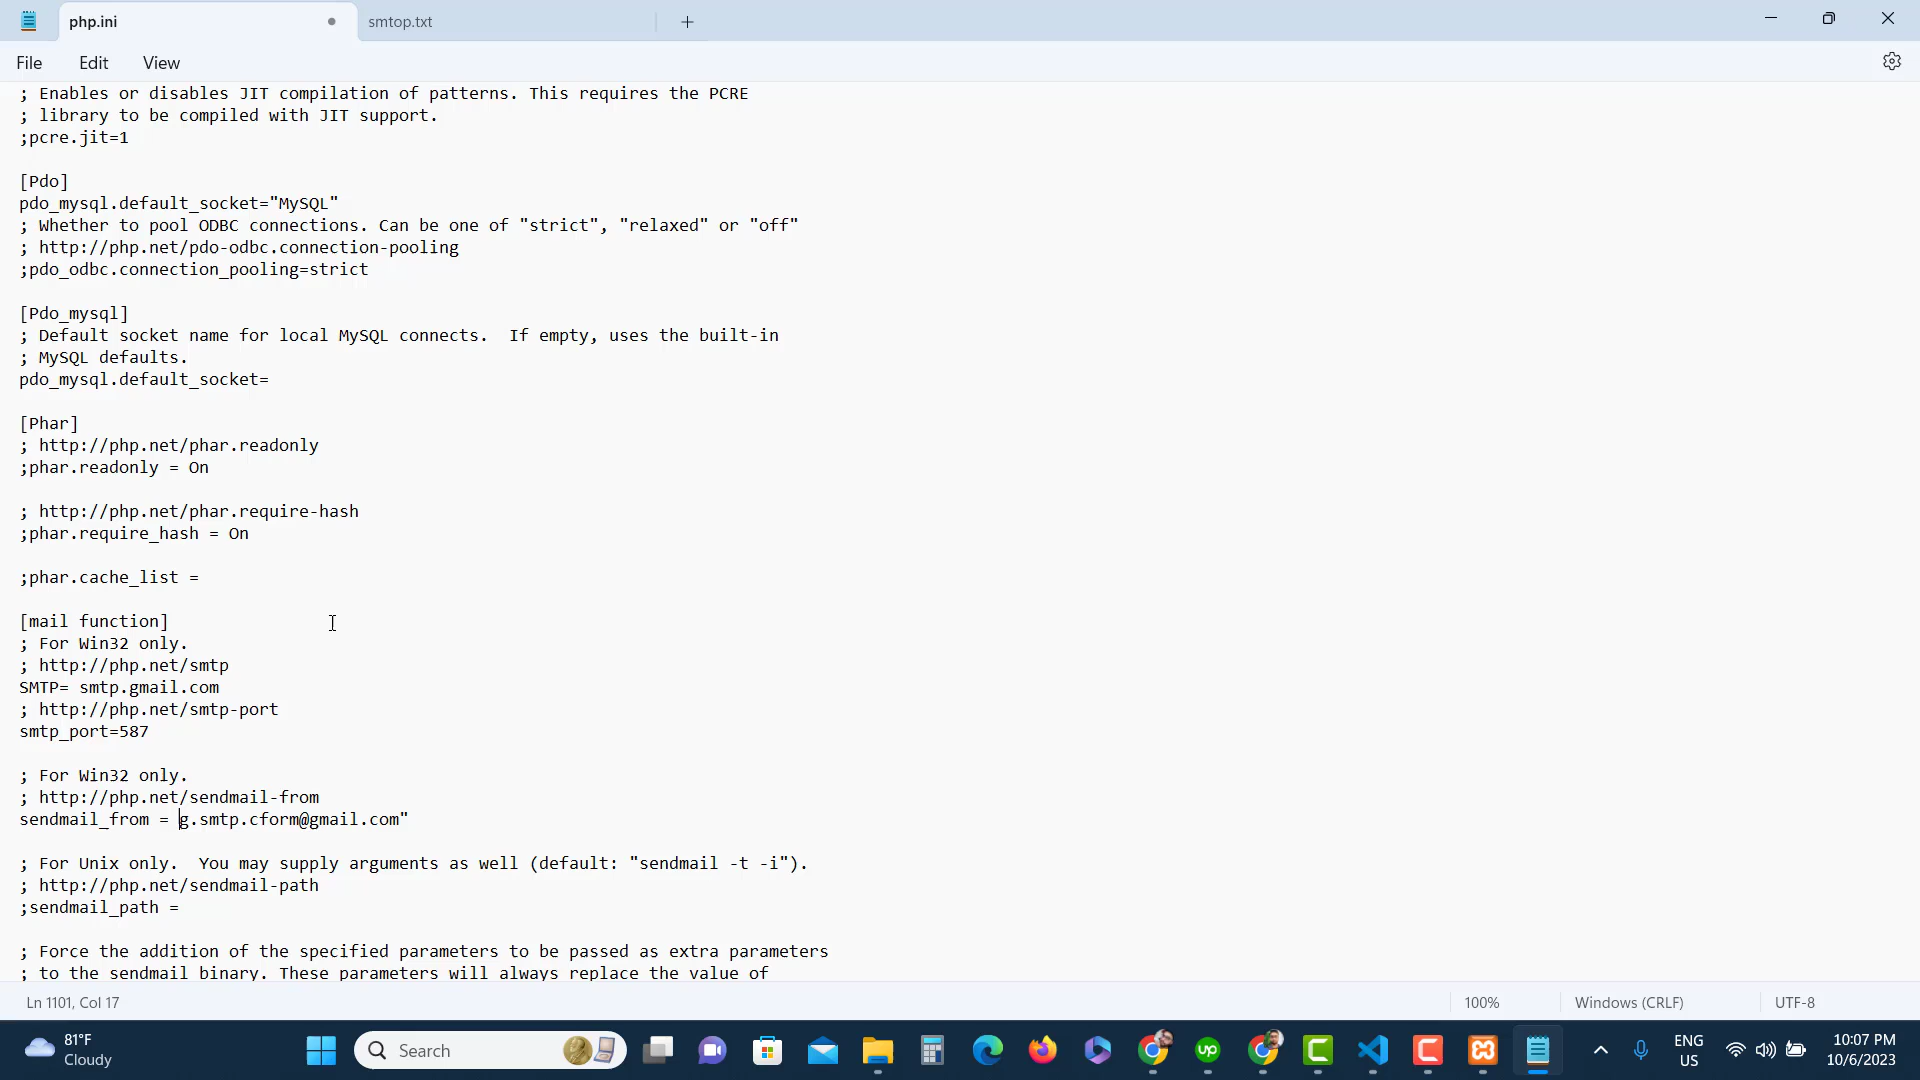 php.ini
smtop.txt
File Edit View
; Enables or disables JIT compilation of patterns. This requires the PCRE
; library to be compiled with JIT support.
;pcre.jit=1
[Pdo]
pdo_mysql.default_socket="MySQL"
; Whether to pool ODBC connections. Can be one of "strict", "relaxed" or "off"
; http://php.net/pdo-odbc.connection-pooling
;pdo_odbc.connection_pooling=strict
[Pdo_mysql]
; Default socket name for local MySQL connects.  If empty, uses the built-in
; MySQL defaults.
pdo_mysql.default_socket=
[Phar]
; http://php.net/phar.readonly
;phar.readonly = On
; http://php.net/phar.require-hash
;phar.require_hash = On
;phar.cache_list =
[mail function]
; For Win32 only.
; http://php.net/smtp
SMTP= smtp.gmail.com
; http://php.net/smtp-port
smtp_port=587
; For Win32 only.
; http://php.net/sendmail-from
sendmail_from = g.smtp.cform@gmail.com"
; For Unix only.  You may supply arguments as well (default: "sendmail -t -i").
; http://php.net/sendmail-path
;sendmail_path =
; Force the addition of the specified parameters to be passed as extra parameters
; to the sendmail binary. These parameters will always replace the value of
Ln 1101, Col 17
100%
Windows (CRLF)
UTF-8
81°F
Cloudy
Search
ENG
US
10:07 PM
10/6/2023